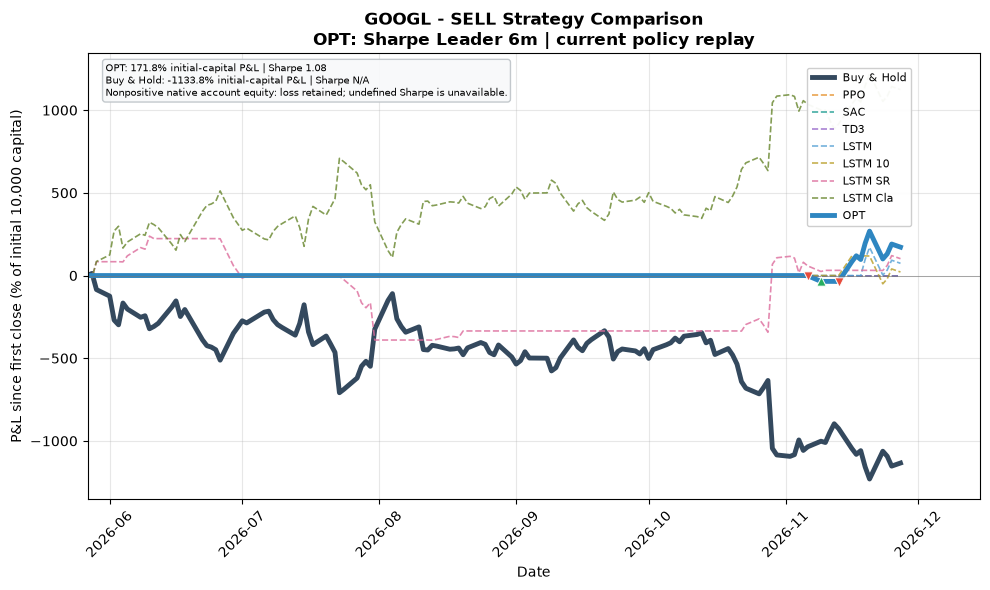 GOOGL - SELL Strategy Comparison
OPT: Sharpe Leader 6m | current policy replay
OPT: 171.8% initial-capital P&L | Sharpe 1.08
Buy & Hold: -1133.8% initial-capital P&L | Sharpe N/A
Nonpositive native account equity: loss retained; undefined Sharpe is unavailable.
Buy & Hold
PPO
SAC
TD3
LSTM
LSTM 10
LSTM SR
LSTM Cla
OPT
P&L since first close (% of initial 10,000 capital)
1000
500
0
−500
−1000
2026-06
2026-07
2026-08
2026-09
2026-10
2026-11
2026-12
Date